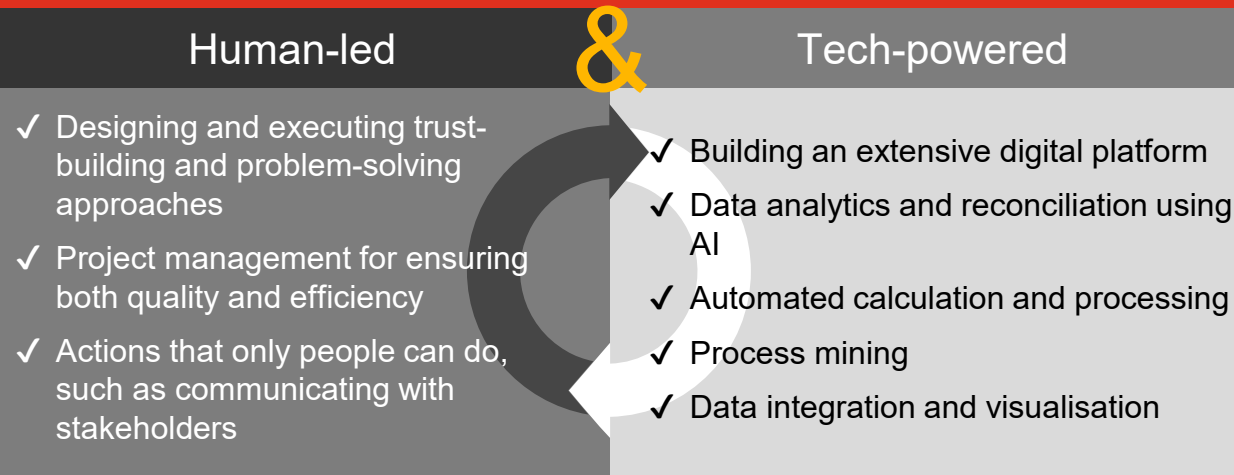 Human-led
&
Tech-powered
✓ Designing and executing trust-
building and problem-solving
approaches
✓ Project management for ensuring
both quality and efficiency
✓ Actions that only people can do,
such as communicating with
stakeholders
✓ Building an extensive digital platform
✓ Data analytics and reconciliation using
AI
✓ Automated calculation and processing
✓ Process mining
✓ Data integration and visualisation